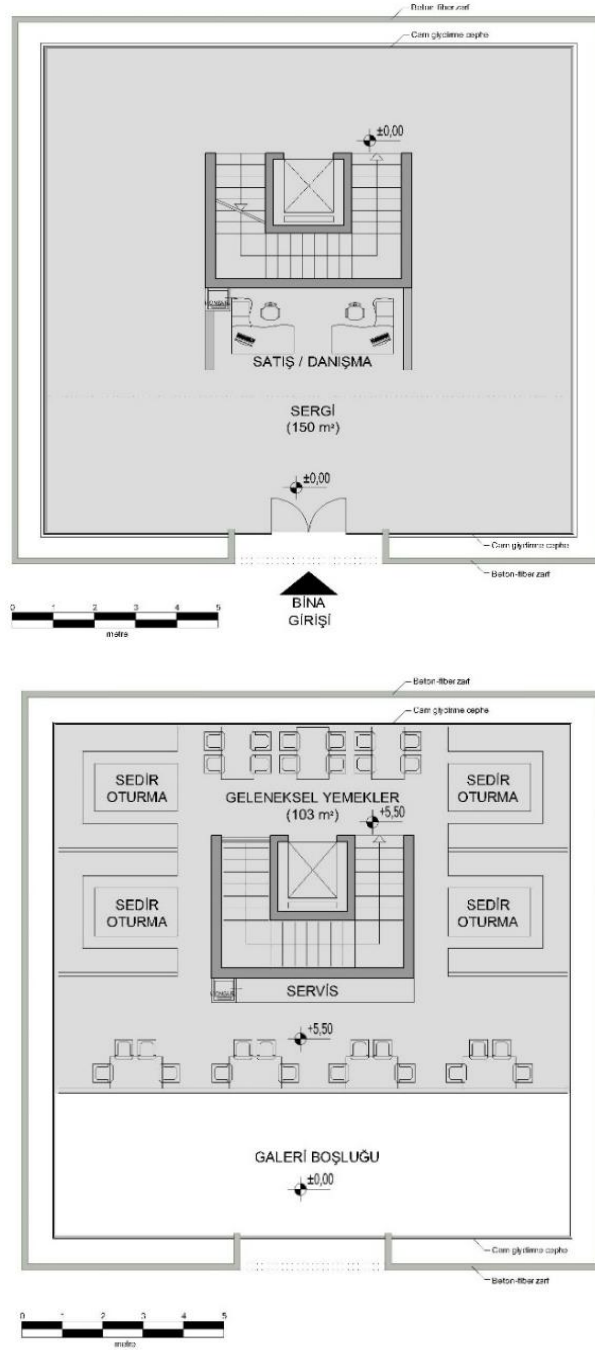 Beton-fiber zarf
Cam giydirme cephe
±0,00
SATIŞ / DANIŞMA
SERGİ
(150 m²)
±0,00
Cam giydirme cephe
Beton-fiber zarf
BİNA
GİRİŞİ
0 1 2 3 4 5
metre
Beton-fiber zarf
Cam giydirme cephe
SEDİR
OTURMA
SEDİR
OTURMA
GELENEKSEL YEMEKLER
(103 m²)
+5,50
SEDİR
OTURMA
SEDİR
OTURMA
SERVİS
+5,50
GALERİ BOŞLUĞU
±0,00
Cam giydirme cephe
Beton-fiber zarf
0 1 2 3 4 5
metre